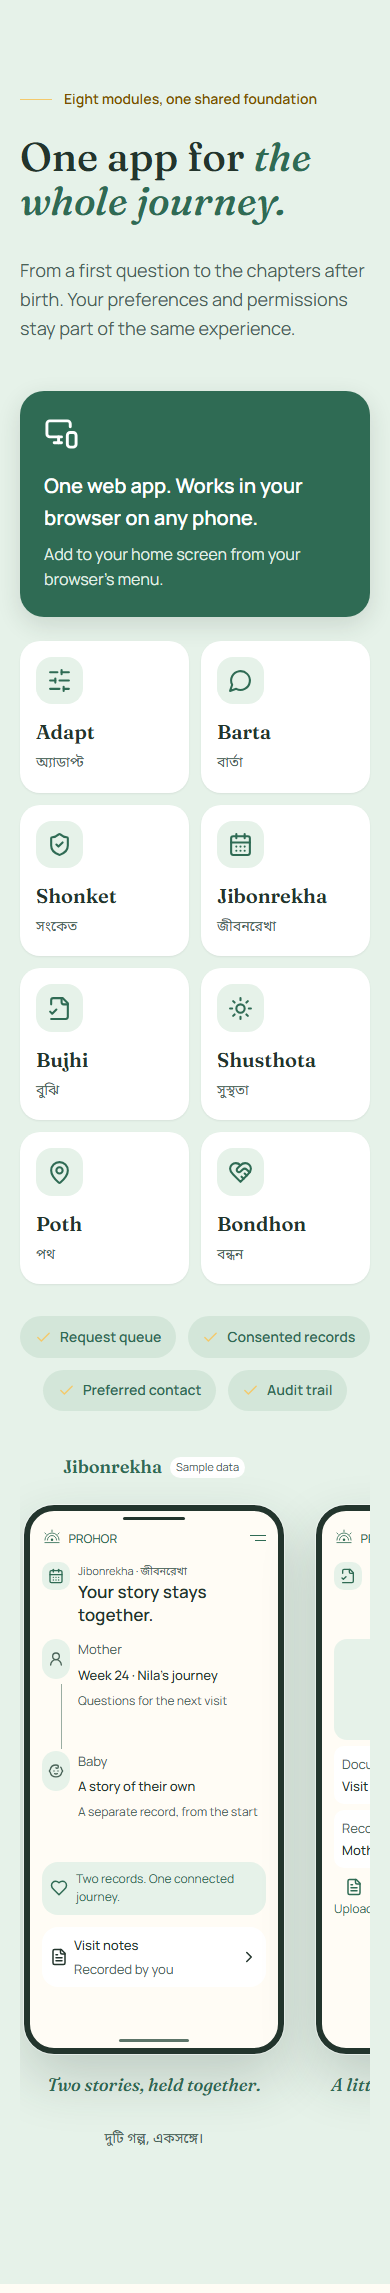 Eight modules, one shared foundation
One app for the
whole journey.
From a first question to the chapters after
birth. Your preferences and permissions
stay part of the same experience.
One web app. Works in your
browser on any phone.
Add to your home screen from your
browser's menu.
Adapt
অ্যাডাপ্ট
Barta
বার্তা
Shonket
সংকেত
Jibonrekha
জীবনরেখা
Bujhi
বুঝি
Shusthota
সুস্থতা
Poth
পথ
Bondhon
বন্ধন
Request queue
Consented records
Preferred contact
Audit trail
Jibonrekha
Sample data
PROHOR
Jibonrekha · জীবনরেখা
Your story stays
together.
Mother
Week 24 · Nila's journey
Questions for the next visit
Baby
A story of their own
A separate record, from the start
Two records. One connected
journey.
Visit notes
Recorded by you
Two stories, held together.
দুটি গল্প, একসঙ্গে।
Visit
Upload